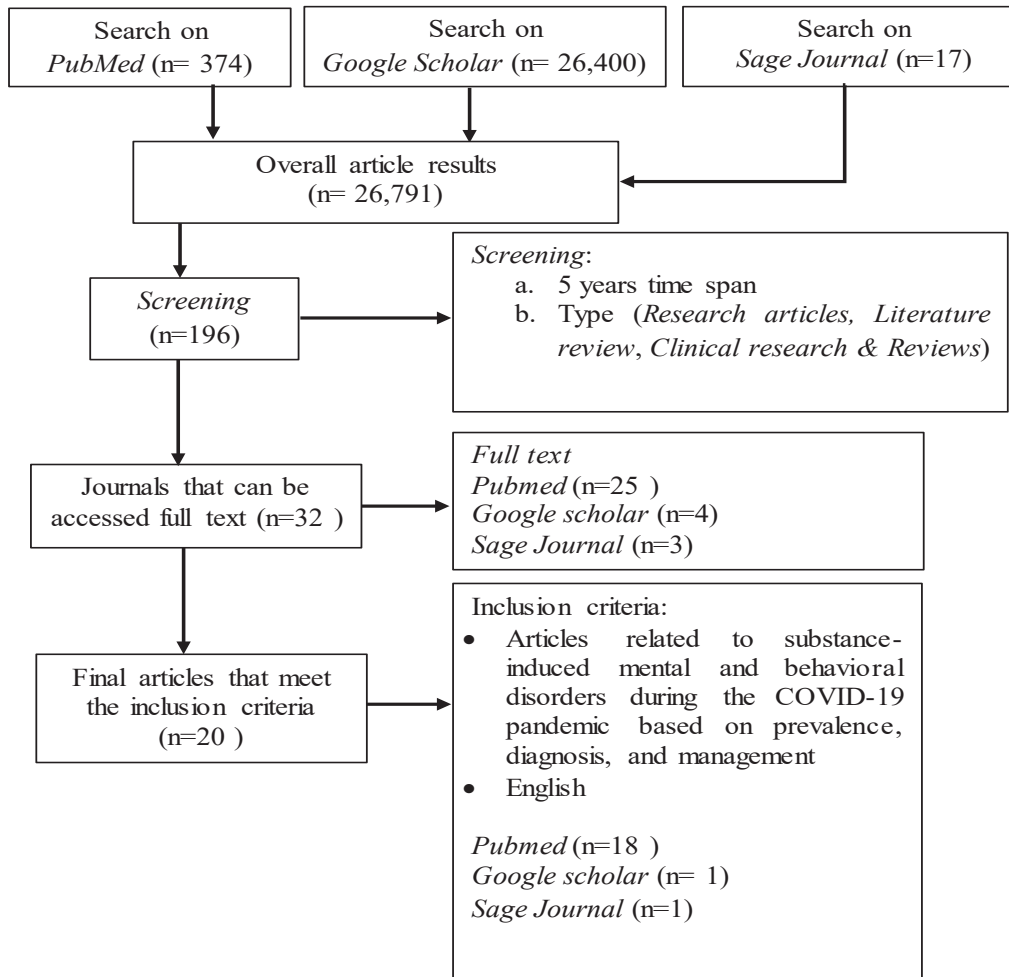 Search on
PubMed (n= 374)
Search on
Google Scholar (n= 26,400)
Search on
Sage Journal (n=17)
Overall article results
(n= 26,791)
Screening
(n=196)
Screening:
a. 5 years time span
b. Type (Research articles, Literature
review, Clinical research & Reviews)
Journals that can be
accessed full text (n=32 )
Full text
Pubmed (n=25 )
Google scholar (n=4)
Sage Journal (n=3)
Final articles that meet
the inclusion criteria
(n=20 )
Inclusion criteria:
• Articles related to substance-
induced mental and behavioral
disorders during the COVID-19
pandemic based on prevalence,
diagnosis, and management
• English
Pubmed (n=18 )
Google scholar (n= 1)
Sage Journal (n=1)